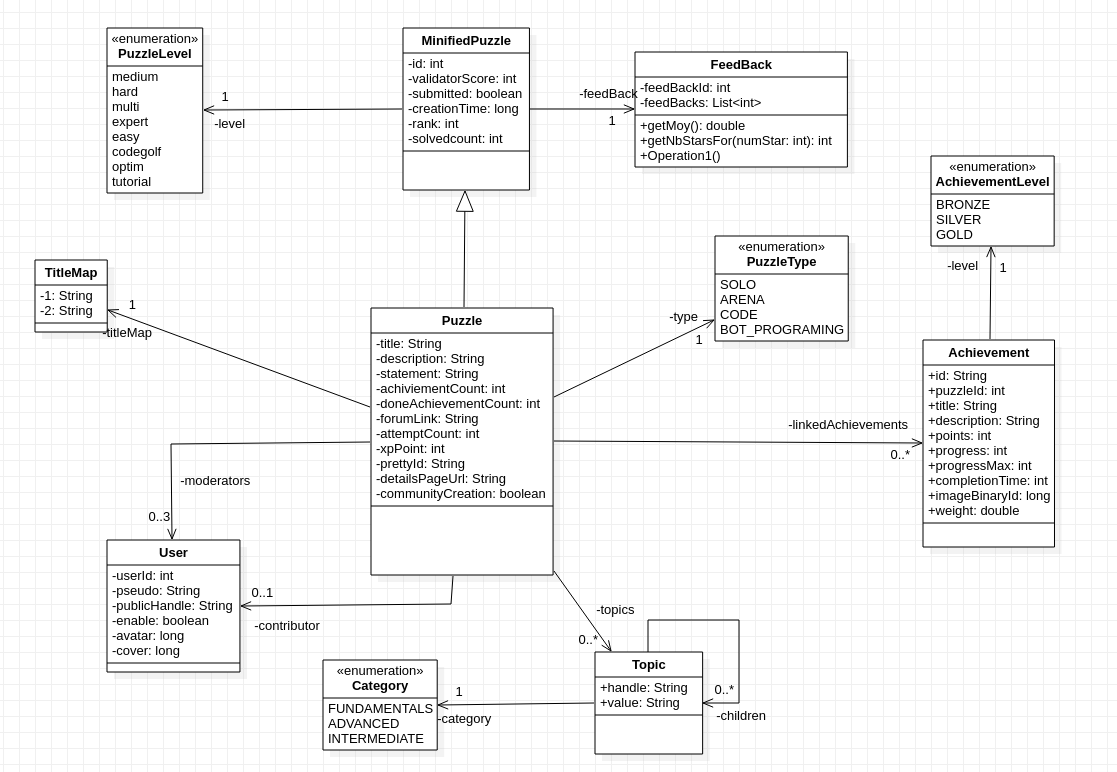 «enumeration»
PuzzleLevel
medium
hard
multi
expert
easy
codegolf
optim
tutorial
1
-level
MinifiedPuzzle
-id: int
-validatorScore: int
-submitted: boolean
-creationTime: long
-rank: int
-solvedcount: int
-feedBack
1
FeedBack
-feedBackId: int
-feedBacks: List<int>
+getMoy(): double
+getNbStarsFor(numStar: int): int
+Operation1()
«enumeration»
AchievementLevel
BRONZE
SILVER
GOLD
-level
1
«enumeration»
PuzzleType
SOLO
ARENA
CODE
BOT_PROGRAMING
-type
1
TitleMap
-1: String
-2: String
1
-titleMap
Puzzle
-title: String
-description: String
-statement: String
-achiviementCount: int
-doneAchievementCount: int
-forumLink: String
-attemptCount: int
-xpPoint: int
-prettyId: String
-detailsPageUrl: String
-communityCreation: boolean
-linkedAchievements
0..*
Achievement
+id: String
+puzzleId: int
+title: String
+description: String
+points: int
+progress: int
+progressMax: int
+completionTime: int
+imageBinaryId: long
+weight: double
-moderators
0..3
User
-userId: int
-pseudo: String
-publicHandle: String
-enable: boolean
-avatar: long
-cover: long
0..1
-contributor
-topics
0..*
Topic
+handle: String
+value: String
0..*
-children
1
-category
«enumeration»
Category
FUNDAMENTALS
ADVANCED
INTERMEDIATE